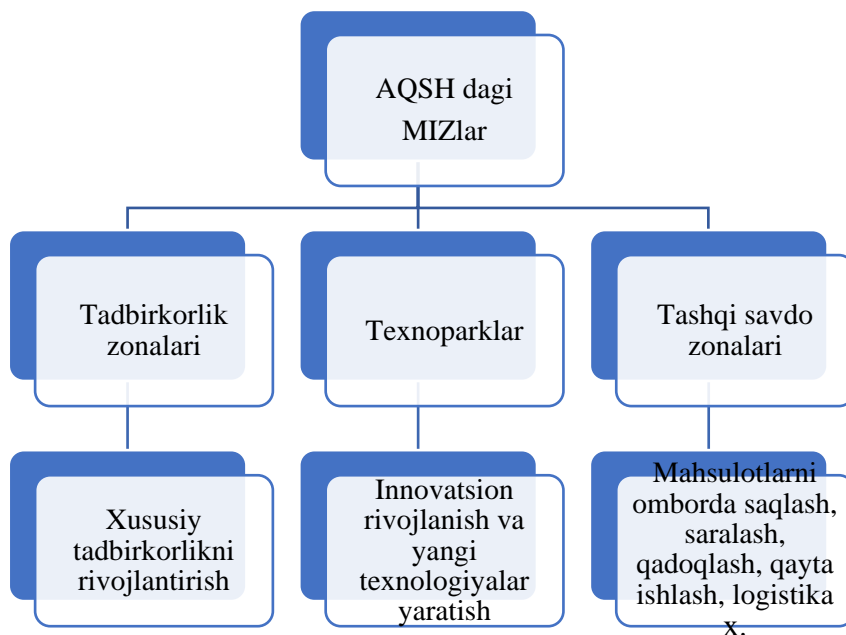 AQSH dagi
MIZlar
Tadbirkorlik
zonalari
Texnoparklar
Tashqi savdo
zonalari
Xususiy
tadbirkorlikni
rivojlantirish
Innovatsion
rivojlanish va
yangi
texnologiyalar
yaratish
Mahsulotlarni
omborda saqlash,
saralash,
qadoqlash, qayta
ishlash, logistika
x.